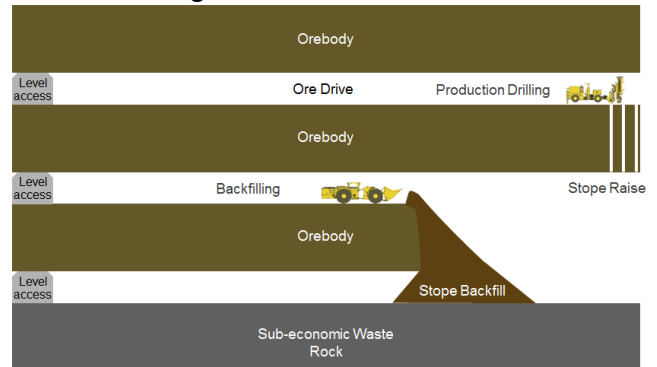 Orebody
Level
access
Ore Drive
Production Drilling
Orebody
Level
access
Backfilling
Stope Raise
Orebody
Level
access
Stope Backfill
Sub-economic Waste
Rock